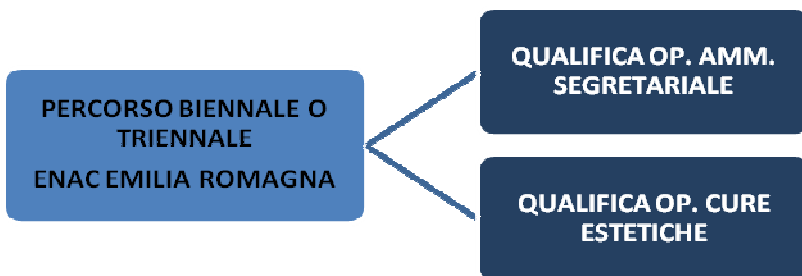 PERCORSO BIENNALE O
TRIENNALE
ENAC EMILIA ROMAGNA
QUALIFICA OP. AMM.
SEGRETARIALE
QUALIFICA OP. CURE
ESTETICHE